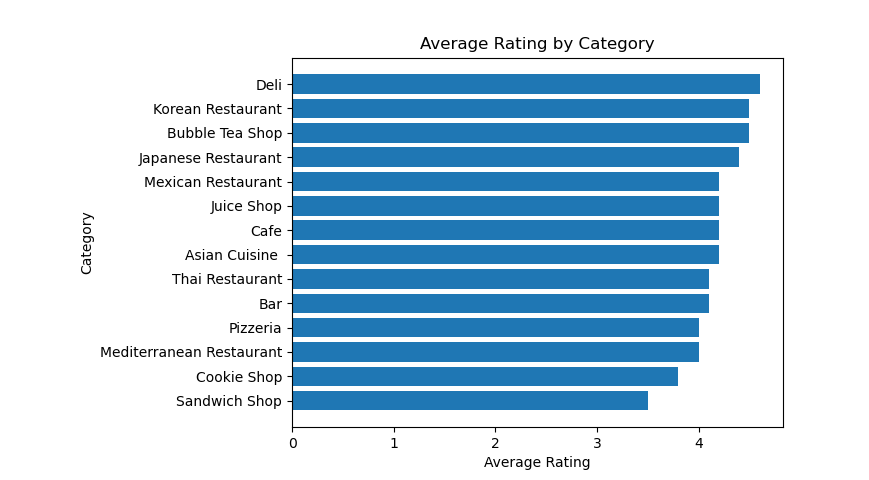 Average Rating by Category
Category
Deli
Korean Restaurant
Bubble Tea Shop
Japanese Restaurant
Mexican Restaurant
Juice Shop
Cafe
Asian Cuisine
Thai Restaurant
Bar
Pizzeria
Mediterranean Restaurant
Cookie Shop
Sandwich Shop
0 1 2 3 4
Average Rating